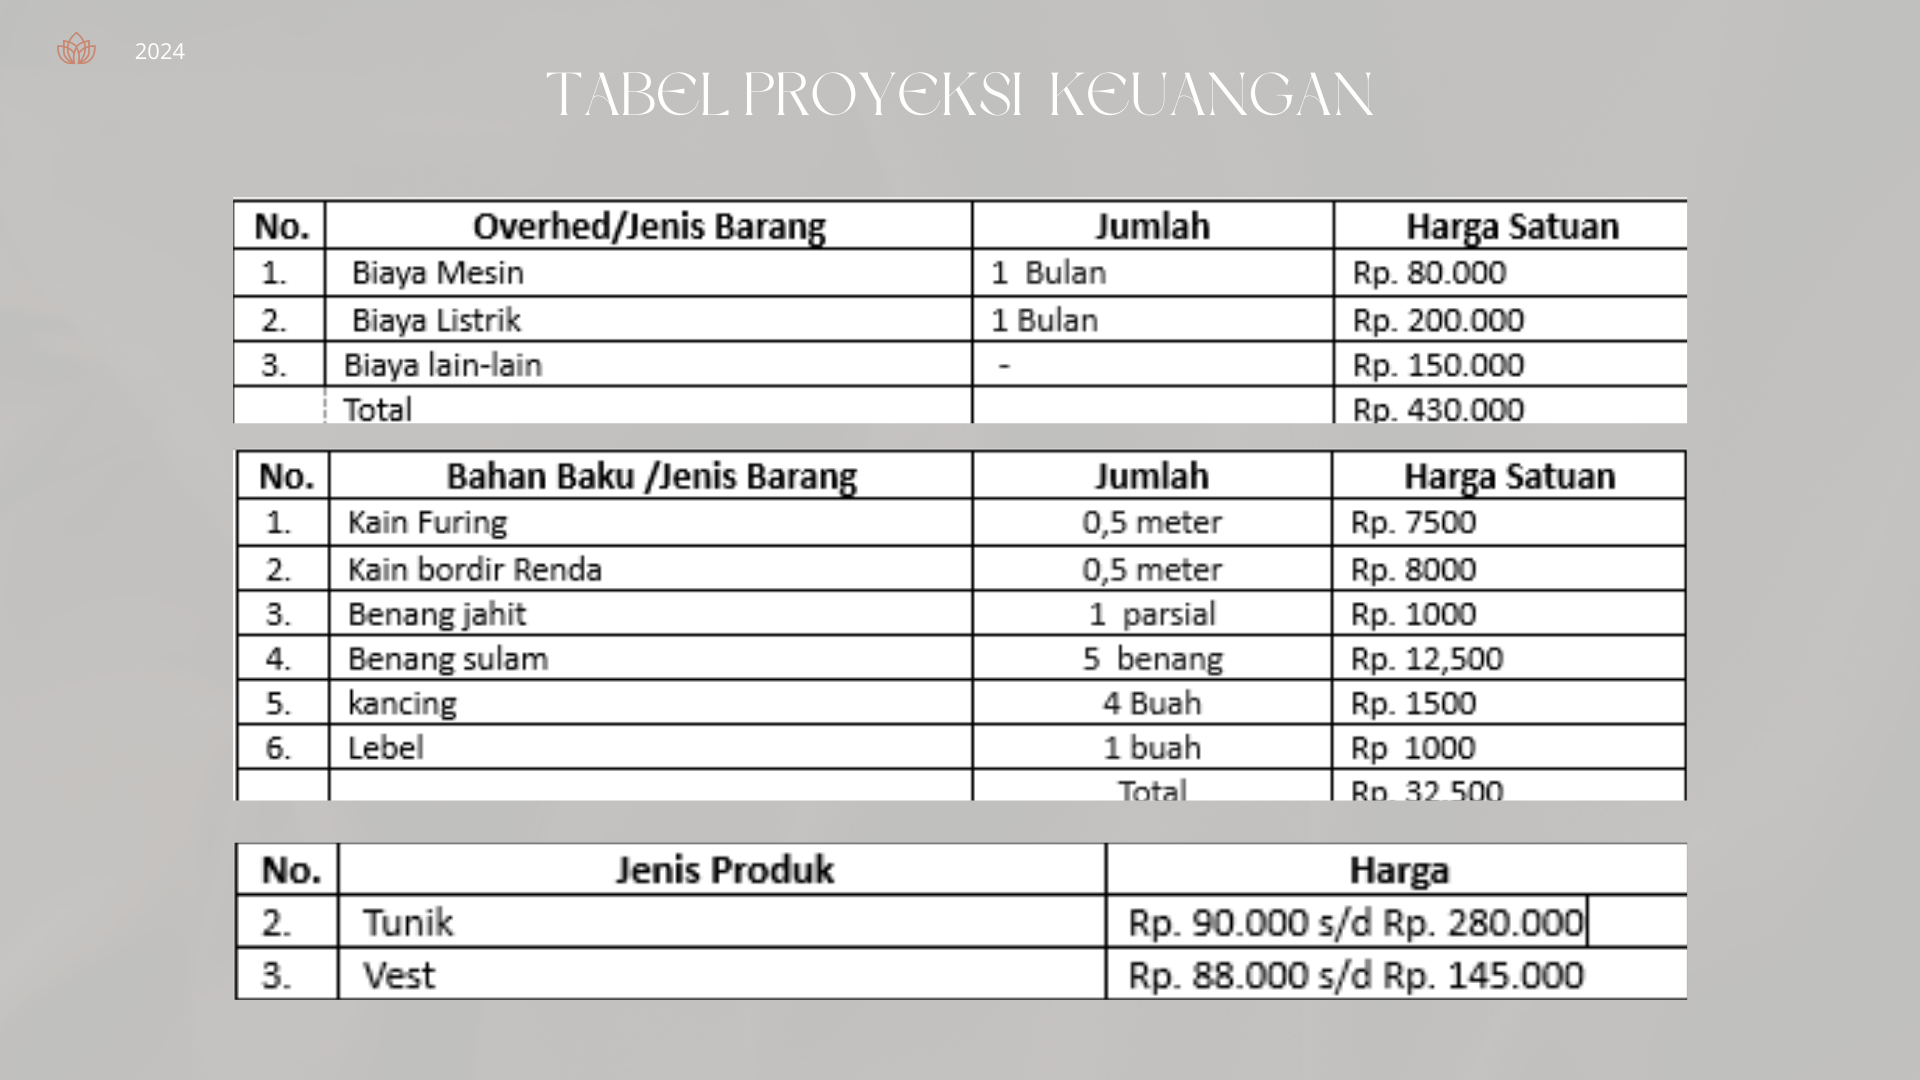 2024
TABEL PROYEKSI KEUANGAN
No. Overhed/Jenis Barang Jumlah Harga Satuan
1. Biaya Mesin 1 Bulan Rp. 80.000
2. Biaya Listrik 1 Bulan Rp. 200.000
3. Biaya lain-lain - Rp. 150.000
Total Rp. 430.000
No. Bahan Baku /Jenis Barang Jumlah Harga Satuan
1. Kain Furing 0,5 meter Rp. 7500
2. Kain bordir Renda 0,5 meter Rp. 8000
3. Benang jahit 1 parsial Rp. 1000
4. Benang sulam 5 benang Rp. 12,500
5. kancing 4 Buah Rp. 1500
6. Lebel 1 buah Rp 1000
Total Rp. 32.500
No. Jenis Produk Harga
2. Tunik Rp. 90.000 s/d Rp. 280.000
3. Vest Rp. 88.000 s/d Rp. 145.000